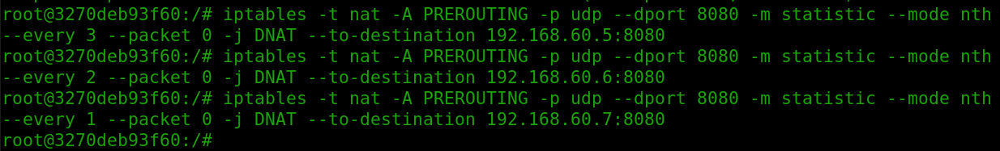 root@3270deb93f60:/# iptables -t nat -A PREROUTING -p udp --dport 8080 -m statistic --mode nth
--every 3 --packet 0 -j DNAT --to-destination 192.168.60.5:8080
root@3270deb93f60:/# iptables -t nat -A PREROUTING -p udp --dport 8080 -m statistic --mode nth
--every 2 --packet 0 -j DNAT --to-destination 192.168.60.6:8080
root@3270deb93f60:/# iptables -t nat -A PREROUTING -p udp --dport 8080 -m statistic --mode nth
--every 1 --packet 0 -j DNAT --to-destination 192.168.60.7:8080
root@3270deb93f60:/#